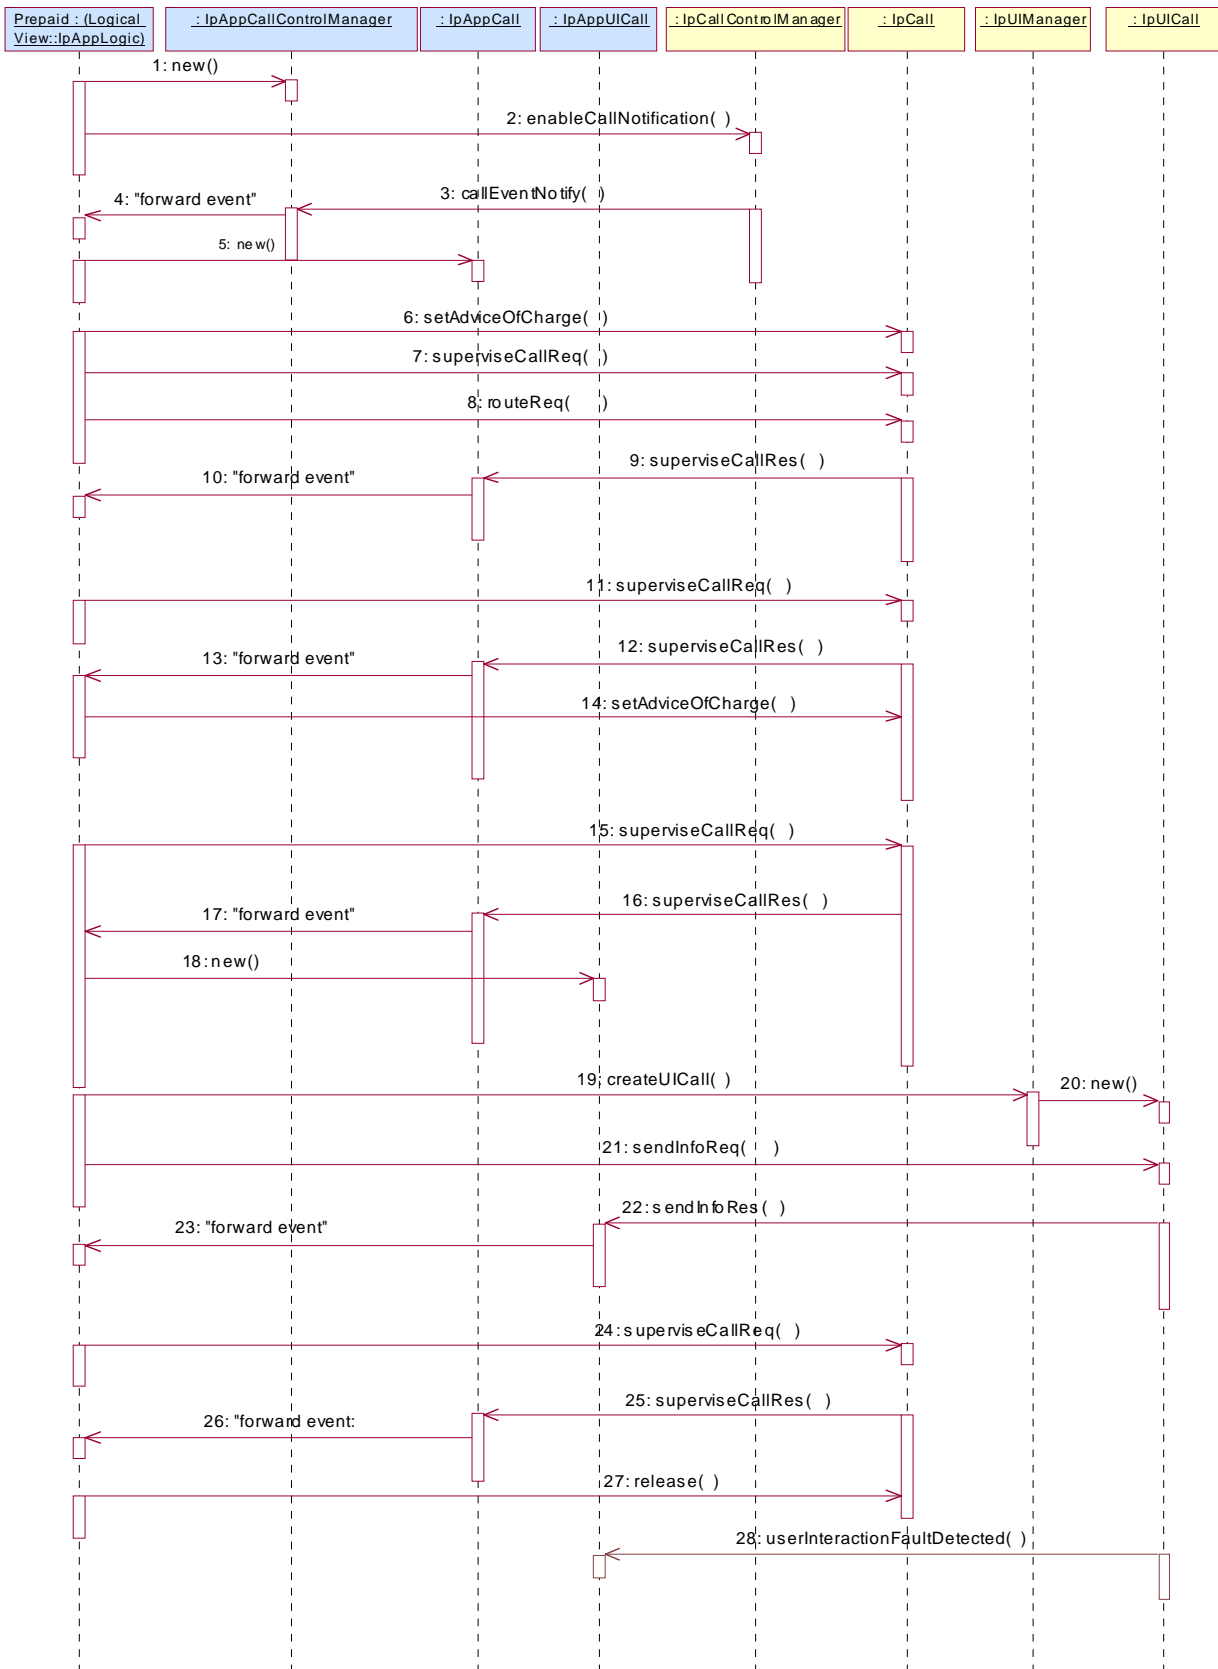 Prepaid : (Logical
View::IpAppLogic)
: IpAppCallControlManager
: IpAppCall
: IpAppUICall
: IpCallControlManager
: IpCall
: IpUIManager
: IpUICall
1: new()
2: enableCallNotification( )
3: callEventNotify( )
4: "forward event"
5: new()
6: setAdviceOfCharge( )
7: superviseCallReq( )
8: routeReq( )
9: superviseCallRes( )
10: "forward event"
11: superviseCallReq( )
12: superviseCallRes( )
13: "forward event"
14: setAdviceOfCharge( )
15: superviseCallReq( )
16: superviseCallRes( )
17: "forward event"
18: new()
19: createUICall( )
20: new()
21: sendInfoReq( )
22: sendInfoRes( )
23: "forward event"
24: superviseCallReq( )
25: superviseCallRes( )
26: "forward event:
27: release( )
28: userInteractionFaultDetected( )